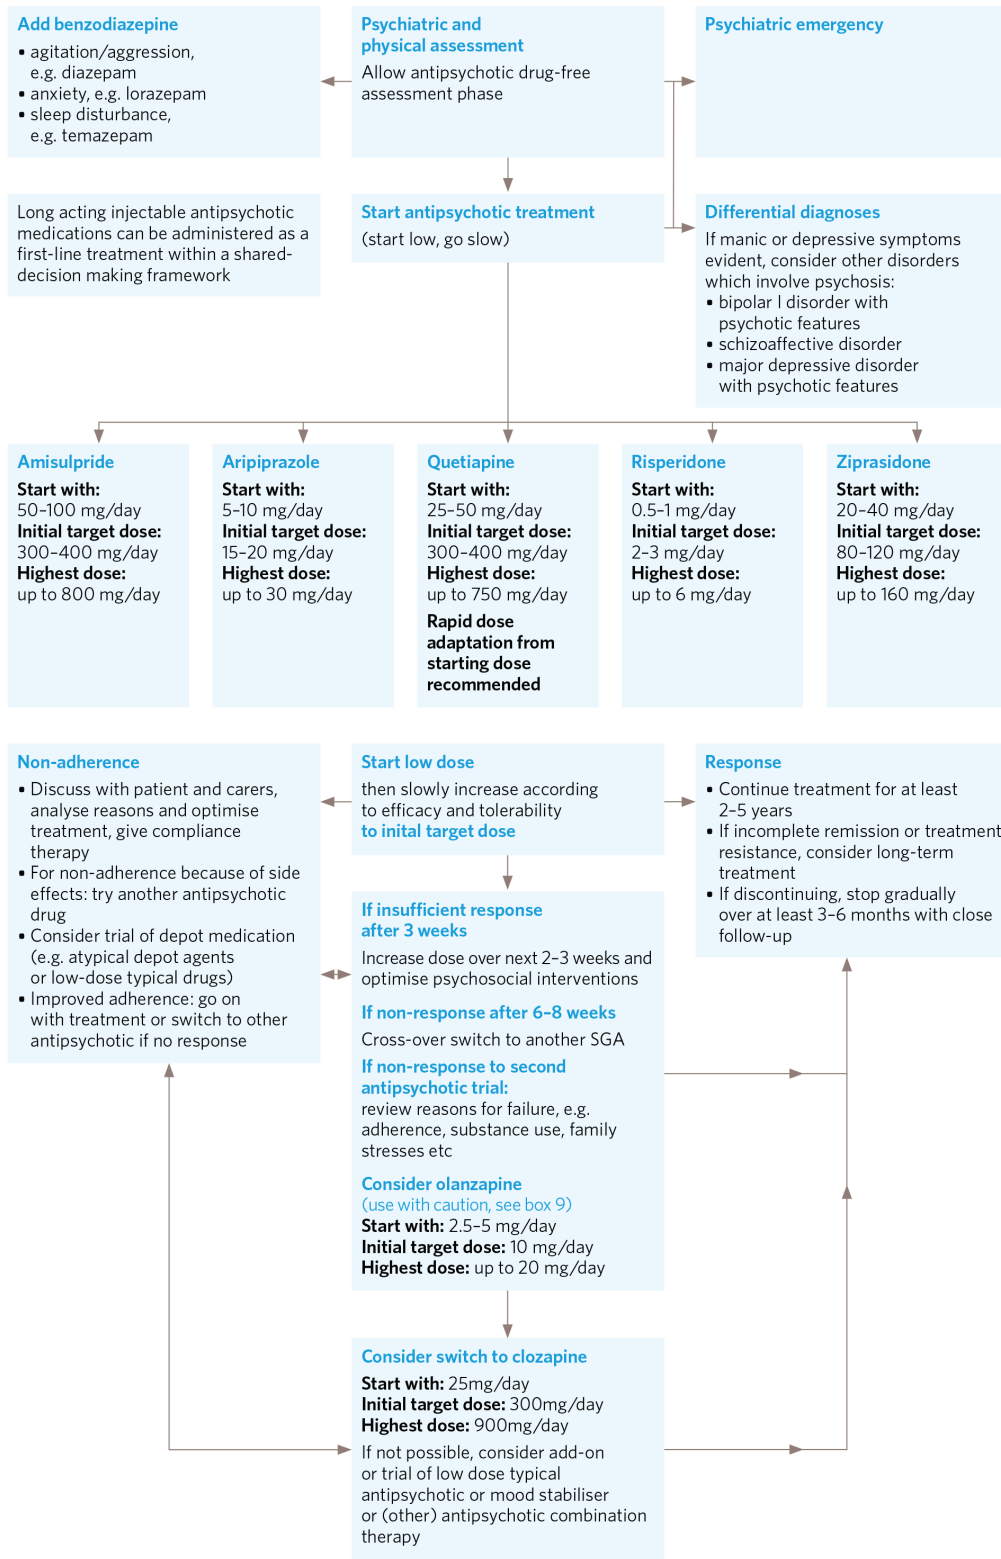 Add benzodiazepine
• agitation/aggression,
e.g. diazepam
• anxiety, e.g. lorazepam
• sleep disturbance,
e.g. temazepam
Psychiatric and
physical assessment
Allow antipsychotic drug-free
assessment phase
Psychiatric emergency
Long acting injectable antipsychotic
medications can be administered as a
first-line treatment within a shared-
decision making framework
Start antipsychotic treatment
(start low, go slow)
Differential diagnoses
If manic or depressive symptoms
evident, consider other disorders
which involve psychosis:
• bipolar I disorder with
psychotic features
• schizoaffective disorder
• major depressive disorder
with psychotic features
Amisulpride
Start with:
50–100 mg/day
Initial target dose:
300–400 mg/day
Highest dose:
up to 800 mg/day
Aripiprazole
Start with:
5–10 mg/day
Initial target dose:
15–20 mg/day
Highest dose:
up to 30 mg/day
Quetiapine
Start with:
25–50 mg/day
Initial target dose:
300–400 mg/day
Highest dose:
up to 750 mg/day
Rapid dose
adaptation from
starting dose
recommended
Risperidone
Start with:
0.5–1 mg/day
Initial target dose:
2–3 mg/day
Highest dose:
up to 6 mg/day
Ziprasidone
Start with:
20–40 mg/day
Initial target dose:
80–120 mg/day
Highest dose:
up to 160 mg/day
Non-adherence
• Discuss with patient and carers,
analyse reasons and optimise
treatment, give compliance
therapy
• For non-adherence because of side
effects: try another antipsychotic
drug
• Consider trial of depot medication
(e.g. atypical depot agents
or low-dose typical drugs)
• Improved adherence: go on
with treatment or switch to other
antipsychotic if no response
Start low dose
then slowly increase according
to efficacy and tolerability
to inital target dose
Response
• Continue treatment for at least
2–5 years
• If incomplete remission or treatment
resistance, consider long-term
treatment
• If discontinuing, stop gradually
over at least 3–6 months with close
follow-up
If insufficient response
after 3 weeks
Increase dose over next 2–3 weeks and
optimise psychosocial interventions
If non-response after 6–8 weeks
Cross-over switch to another SGA
If non-response to second
antipsychotic trial:
review reasons for failure, e.g.
adherence, substance use, family
stresses etc
Consider olanzapine
(use with caution, see box 9)
Start with: 2.5–5 mg/day
Initial target dose: 10 mg/day
Highest dose: up to 20 mg/day
Consider switch to clozapine
Start with: 25mg/day
Initial target dose: 300mg/day
Highest dose: 900mg/day
If not possible, consider add-on
or trial of low dose typical
antipsychotic or mood stabiliser
or (other) antipsychotic combination
therapy